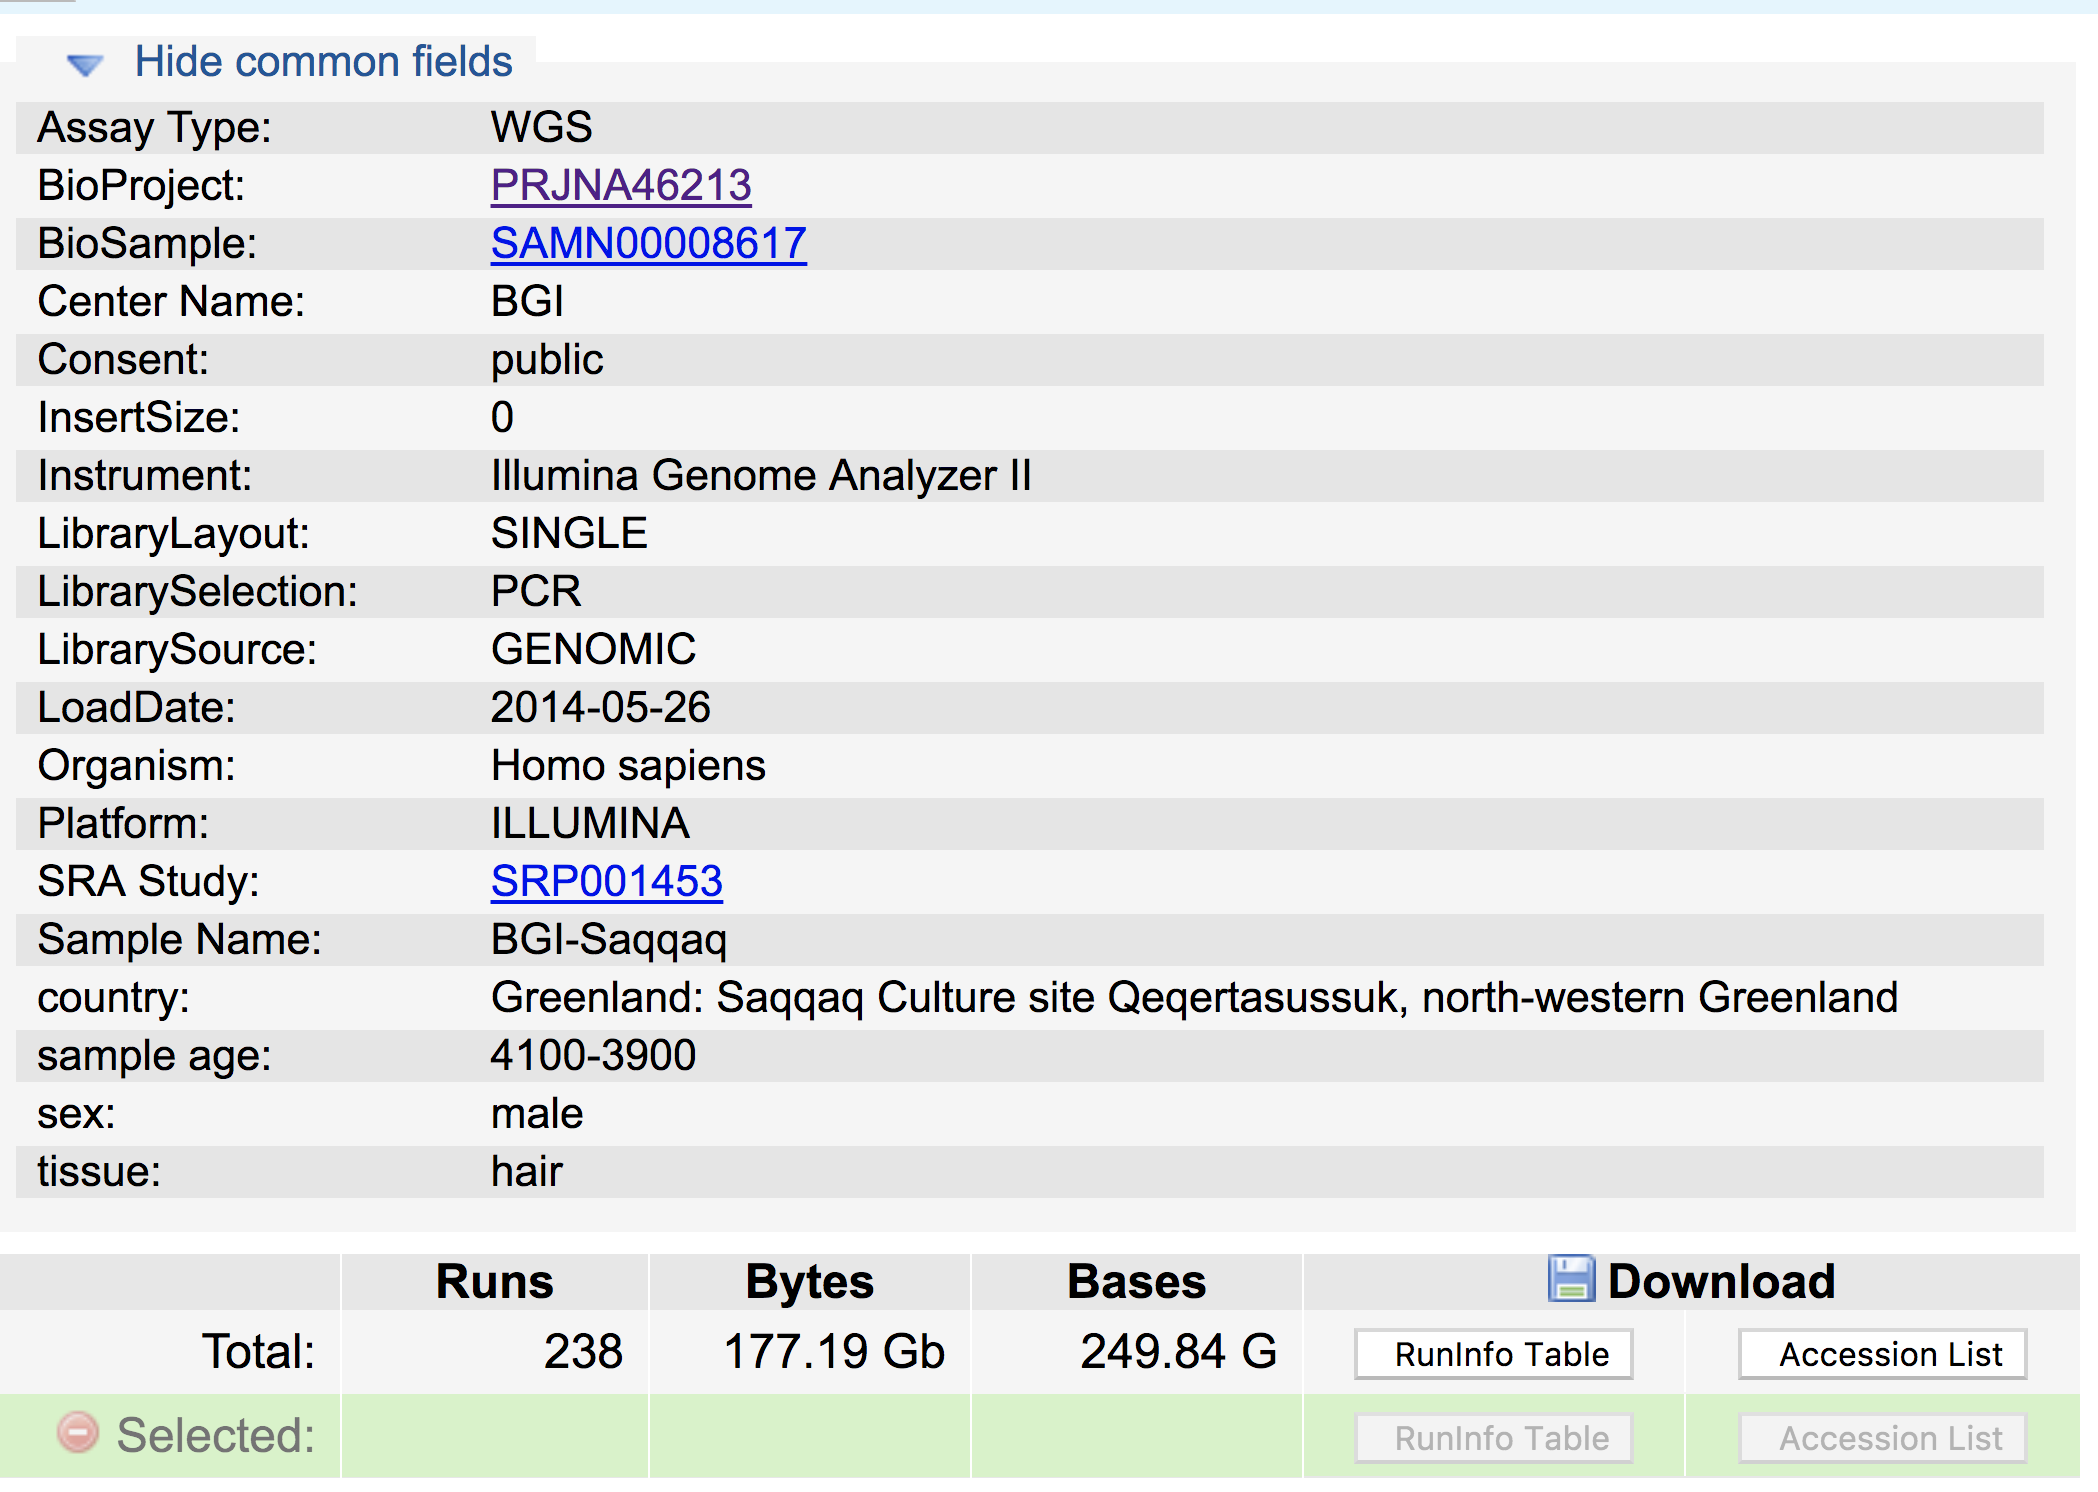 Hide common fields
Assay Type: WGS
BioProject: PRJNA46213
BioSample: SAMN00008617
Center Name: BGI
Consent: public
InsertSize: 0
Instrument: Illumina Genome Analyzer II
LibraryLayout: SINGLE
LibrarySelection: PCR
LibrarySource: GENOMIC
LoadDate: 2014-05-26
Organism: Homo sapiens
Platform: ILLUMINA
SRA Study: SRP001453
Sample Name: BGI-Saqqaq
country: Greenland: Saqqaq Culture site Qeqertasussuk, north-western Greenland
sample age: 4100-3900
sex: male
tissue: hair
Runs Bytes Bases Download
Total: 238 177.19 Gb 249.84 G RunInfo Table Accession List
Selected: RunInfo Table Accession List